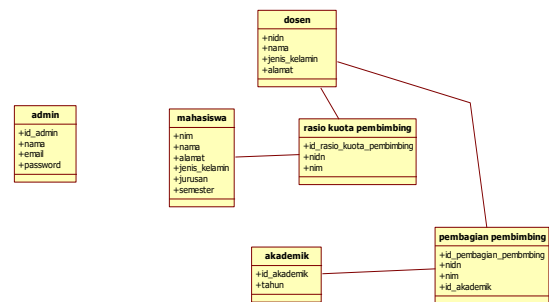 dosen
+nidn
+nama
+jenis_kelamin
+alamat
admin
+id_admin
+nama
+email
+password
mahasiswa
+nim
+nama
+alamat
+jenis_kelamin
+jurusan
+semester
rasio kuota pembimbing
+id_rasio_kuota_pembimbing
+nidn
+nim
akademik
+id_akademik
+tahun
pembagian pembimbing
+id_pembagian_pembmbing
+nidn
+nim
+id_akademik